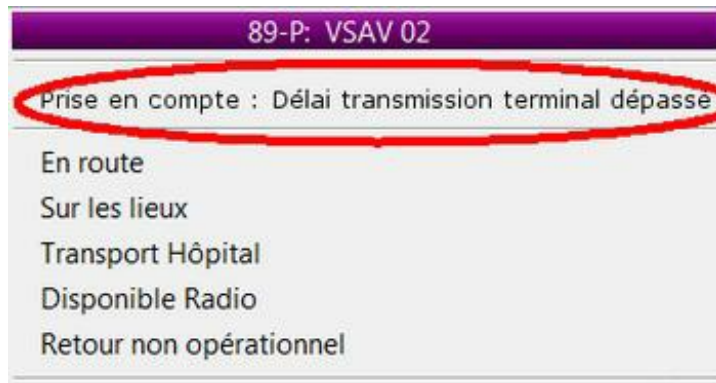 89-P: VSAV 02
Prise en compte : Délai transmission terminal dépassé
En route
Sur les lieux
Transport Hôpital
Disponible Radio
Retour non opérationnel